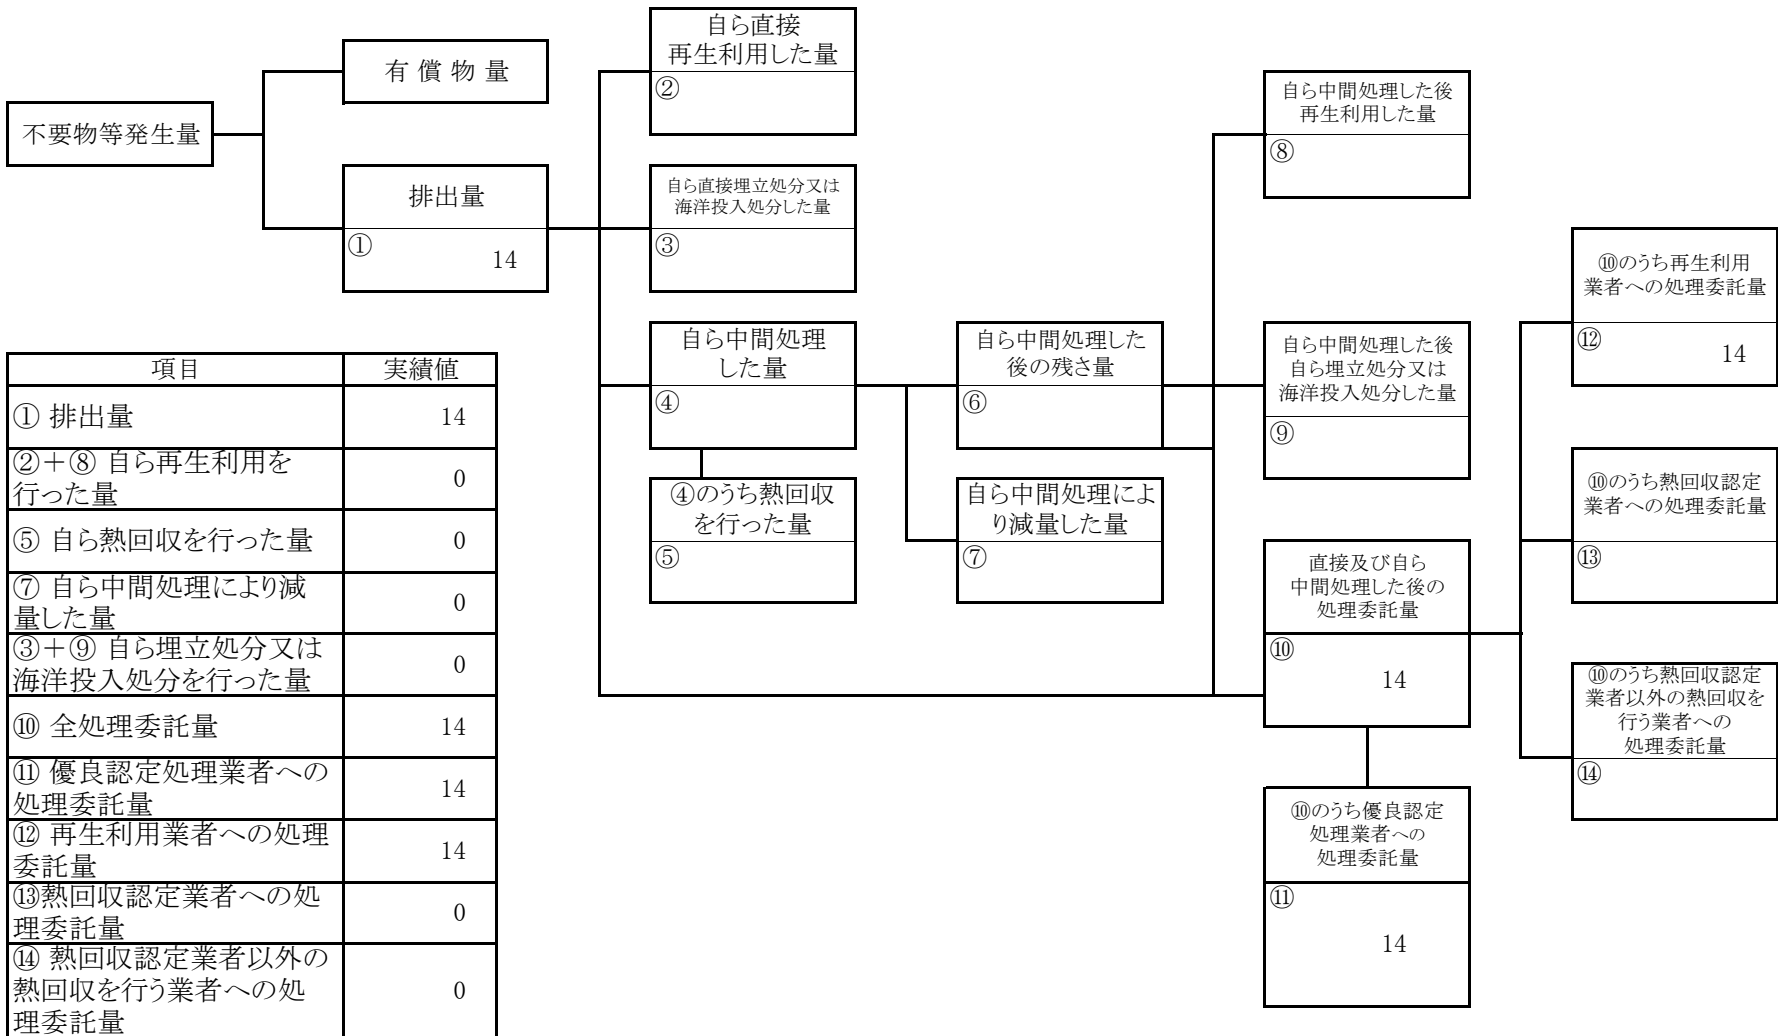 不要物等発生量
有 償 物 量
排出量
①
14
自ら直接
再生利用した量
②
自ら直接埋立処分又は
海洋投入処分した量
③
自ら中間処理
した量
④
④のうち熱回収
を行った量
⑤
自ら中間処理した
後の残さ量
⑥
自ら中間処理によ
り減量した量
⑦
自ら中間処理した後
再生利用した量
⑧
自ら中間処理した後
自ら埋立処分又は
海洋投入処分した量
⑨
直接及び自ら
中間処理した後の
処理委託量
⑩
14
⑩のうち優良認定
処理業者への
処理委託量
⑪
14
⑩のうち再生利用
業者への処理委託量
⑫
14
⑩のうち熱回収認定
業者への処理委託量
⑬
⑩のうち熱回収認定
業者以外の熱回収を
行う業者への
処理委託量
⑭
項目 実績値
① 排出量 14
②＋⑧ 自ら再生利用を
行った量 0
⑤ 自ら熱回収を行った量 0
⑦ 自ら中間処理により減
量した量 0
③＋⑨ 自ら埋立処分又は
海洋投入処分を行った量 0
⑩ 全処理委託量 14
⑪ 優良認定処理業者への
処理委託量 14
⑫ 再生利用業者への処理
委託量 14
⑬熱回収認定業者への処
理委託量 0
⑭ 熱回収認定業者以外の
熱回収を行う業者への処
理委託量 0